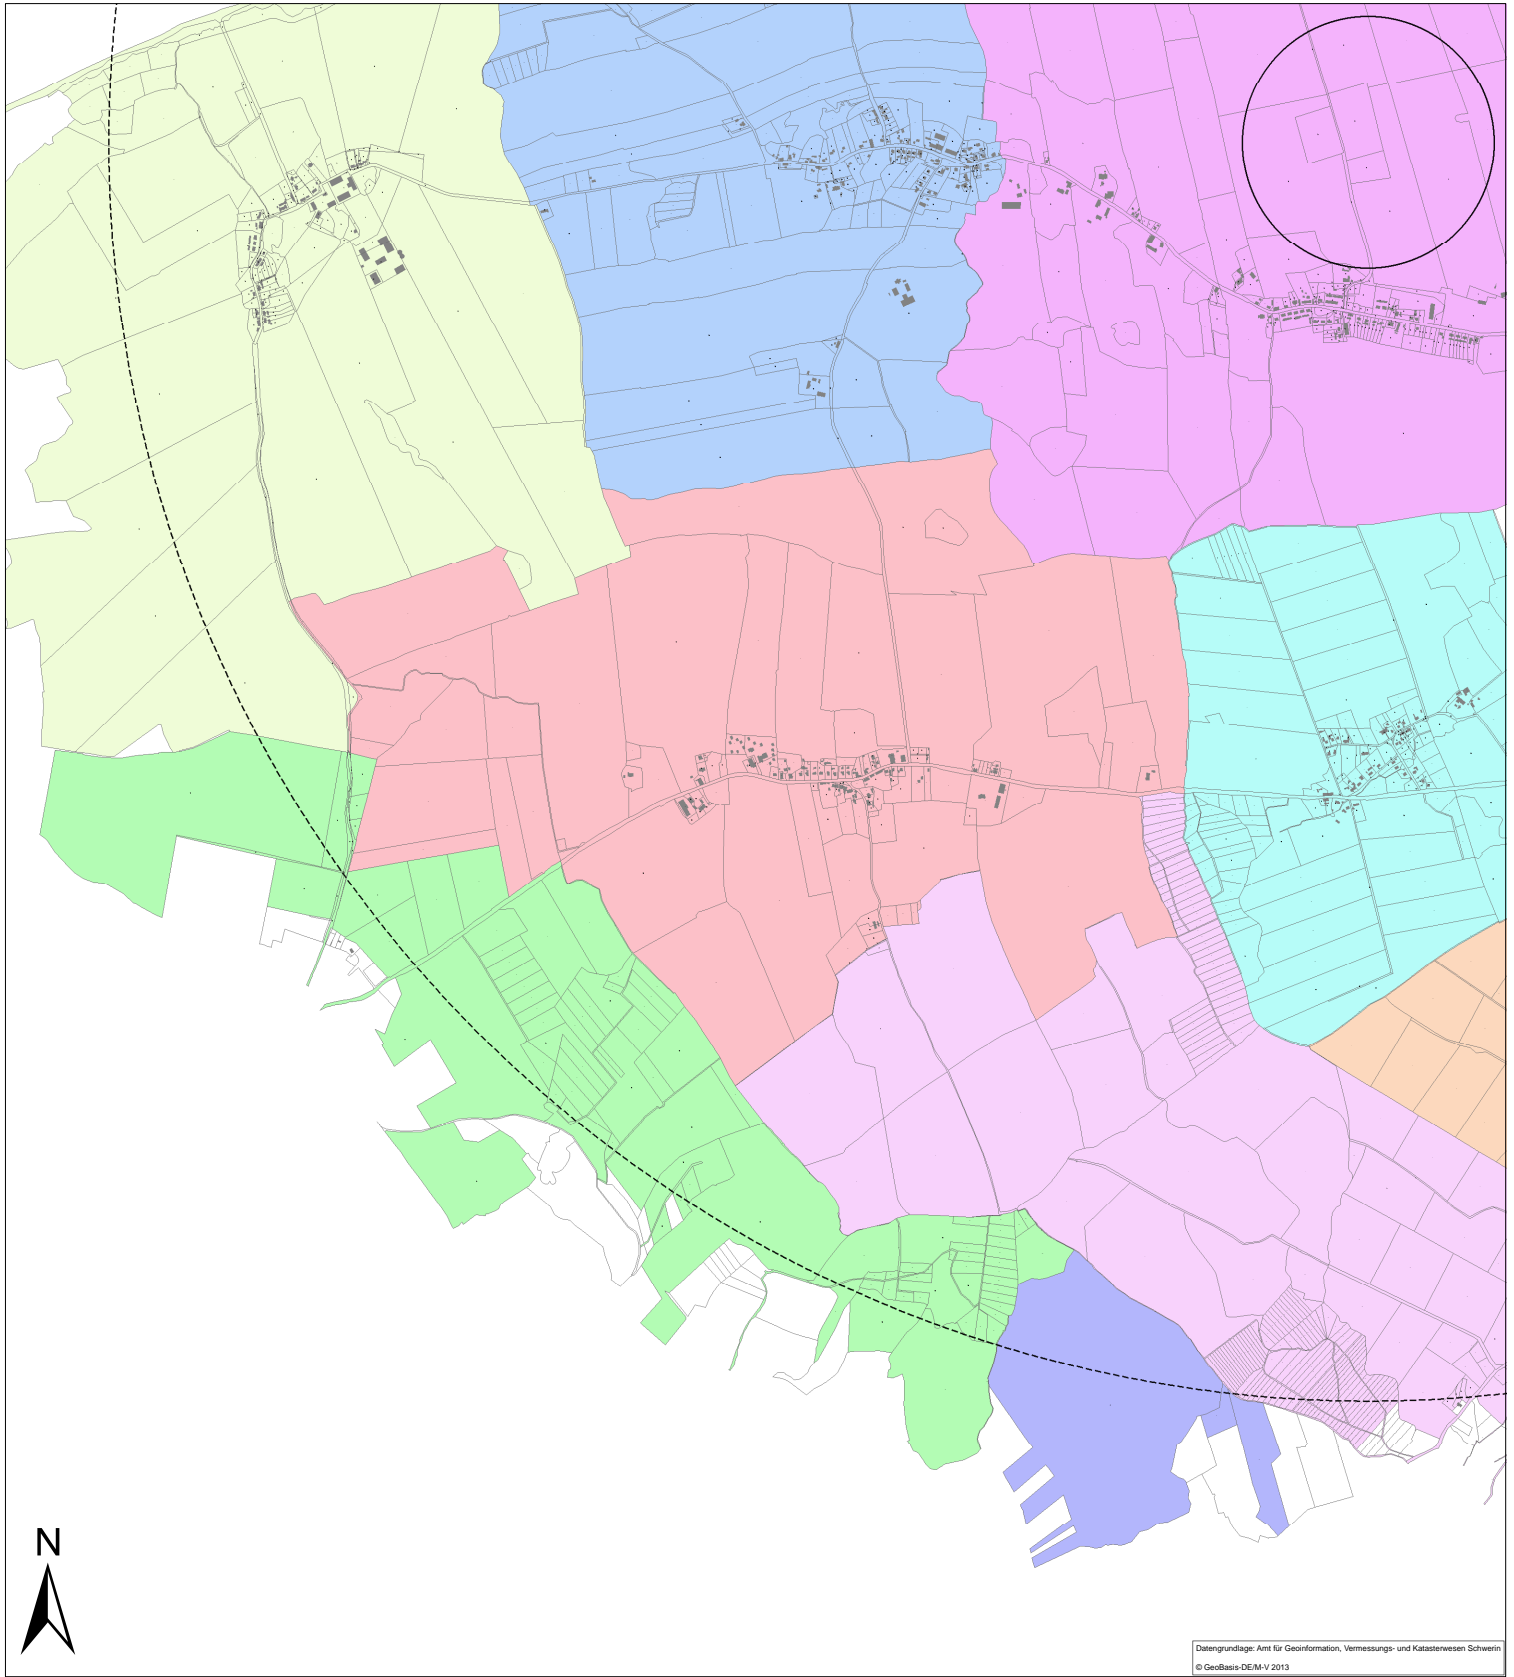 N
Datengrundlage: Amt für Geoinformation, Vermessungs- und Katasterwesen Schwerin
© GeoBasis-DE/M-V 2013